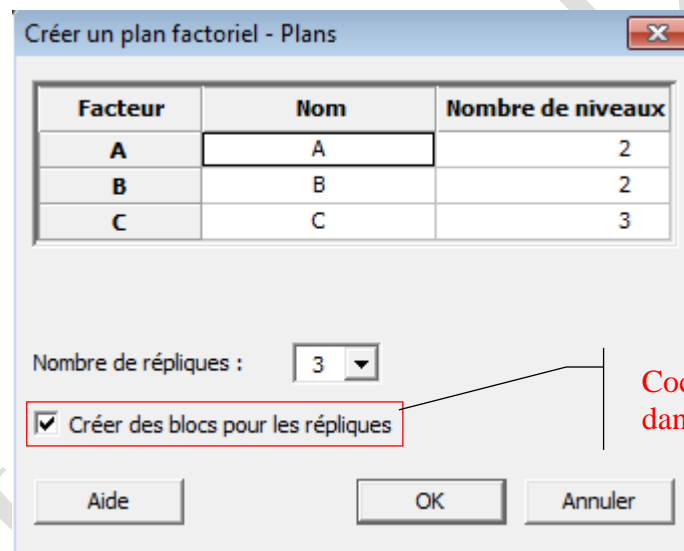 Créer un plan factoriel - Plans
Facteur Nom Nombre de niveaux
A A 2
B B 2
C C 3
Nombre de répliques : 3
Créer des blocs pour les répliques
Aide OK Annuler